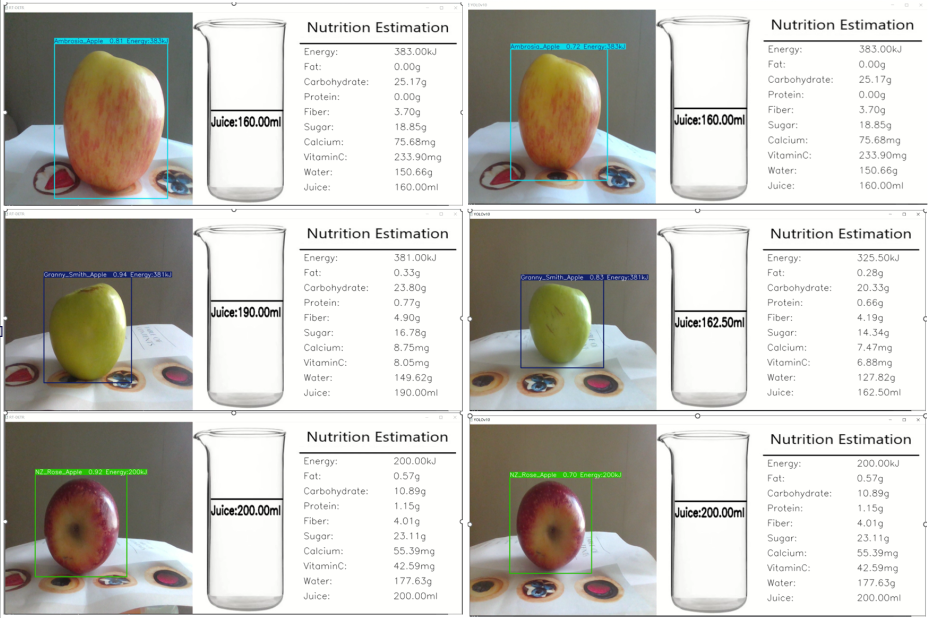 Ambrosia_Apple 0.81 Energy:383kJ
Juice:160.00ml
Nutrition Estimation
Energy: 383.00kJ
Fat: 0.00g
Carbohydrate: 25.17g
Protein: 0.00g
Fiber: 3.70g
Sugar: 18.85g
Calcium: 75.68mg
VitaminC: 233.90mg
Water: 150.66g
Juice: 160.00ml
Ambrosia_Apple 0.72 Energy:383kJ
Juice:160.00ml
Nutrition Estimation
Energy: 383.00kJ
Fat: 0.00g
Carbohydrate: 25.17g
Protein: 0.00g
Fiber: 3.70g
Sugar: 18.85g
Calcium: 75.68mg
VitaminC: 233.90mg
Water: 150.66g
Juice: 160.00ml
Granny_Smith_Apple 0.94 Energy:381kJ
Juice:190.00ml
Nutrition Estimation
Energy: 381.00kJ
Fat: 0.33g
Carbohydrate: 23.80g
Protein: 0.77g
Fiber: 4.90g
Sugar: 16.78g
Calcium: 8.75mg
VitaminC: 8.05mg
Water: 149.62g
Juice: 190.00ml
Granny_Smith_Apple 0.83 Energy:381kJ
Juice:162.50ml
Nutrition Estimation
Energy: 325.50kJ
Fat: 0.28g
Carbohydrate: 20.33g
Protein: 0.66g
Fiber: 4.19g
Sugar: 14.34g
Calcium: 7.47mg
VitaminC: 6.88mg
Water: 127.82g
Juice: 162.50ml
NZ_Rose_Apple 0.92 Energy:200kJ
Juice:200.00ml
Nutrition Estimation
Energy: 200.00kJ
Fat: 0.57g
Carbohydrate: 10.89g
Protein: 1.15g
Fiber: 4.01g
Sugar: 23.11g
Calcium: 55.39mg
VitaminC: 42.59mg
Water: 177.63g
Juice: 200.00ml
NZ_Rose_Apple 0.70 Energy:200kJ
Juice:200.00ml
Nutrition Estimation
Energy: 200.00kJ
Fat: 0.57g
Carbohydrate: 10.89g
Protein: 1.15g
Fiber: 4.01g
Sugar: 23.11g
Calcium: 55.39mg
VitaminC: 42.59mg
Water: 177.63g
Juice: 200.00ml